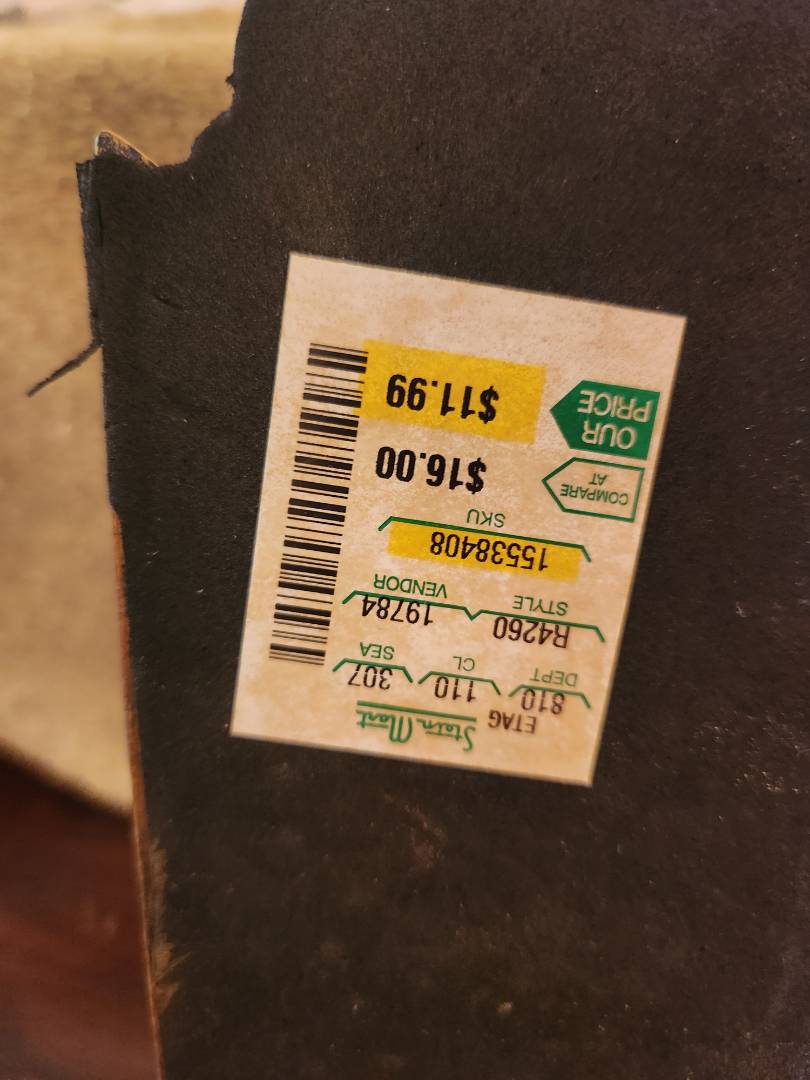 ETAG Stein Mart
810 110 307
DEPT CL SEA
R4260 19784
STYLE VENDOR
15538408
SKU
COMPARE AT $16.00
OUR PRICE $11.99